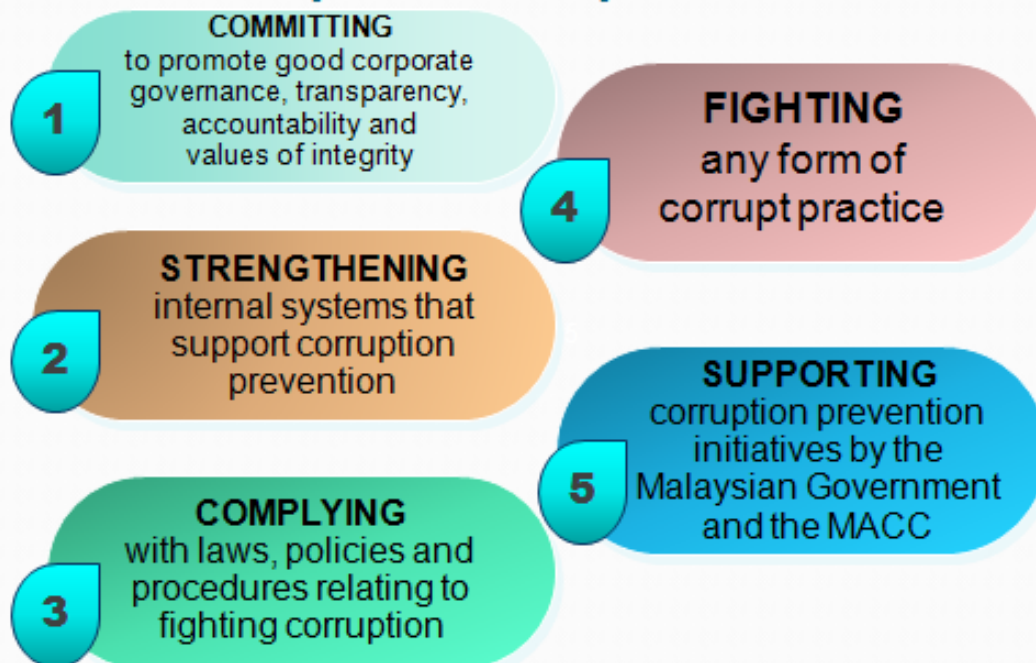 1
COMMITTING
to promote good corporate
governance, transparency,
accountability and
values of integrity
2
STRENGTHENING
internal systems that
support corruption
prevention
3
COMPLYING
with laws, policies and
procedures relating to
fighting corruption
4
FIGHTING
any form of
corrupt practice
5
SUPPORTING
corruption prevention
initiatives by the
Malaysian Government
and the MACC